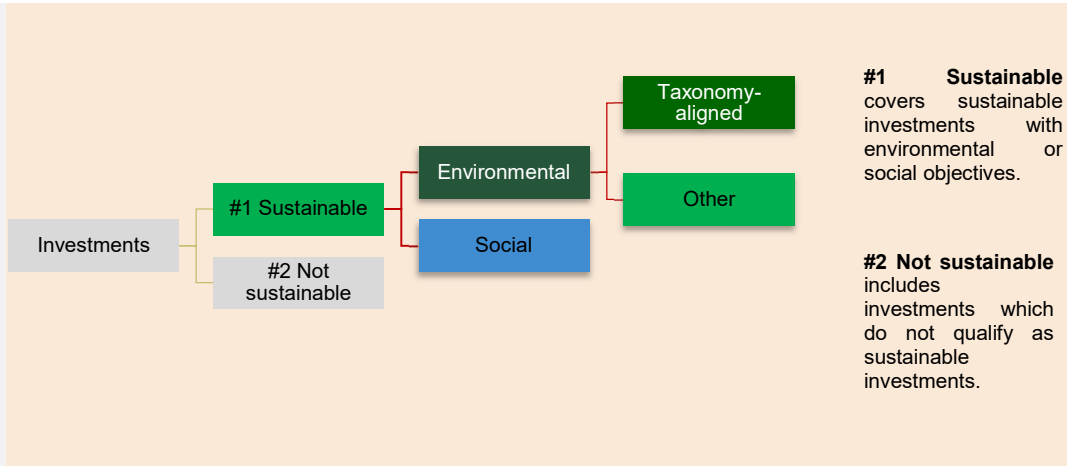 Investments
#1 Sustainable
#2 Not
sustainable
Environmental
Social
Taxonomy-
aligned
Other
#1 Sustainable
covers sustainable
investments with
environmental or
social objectives.
#2 Not sustainable
includes
investments which
do not qualify as
sustainable
investments.